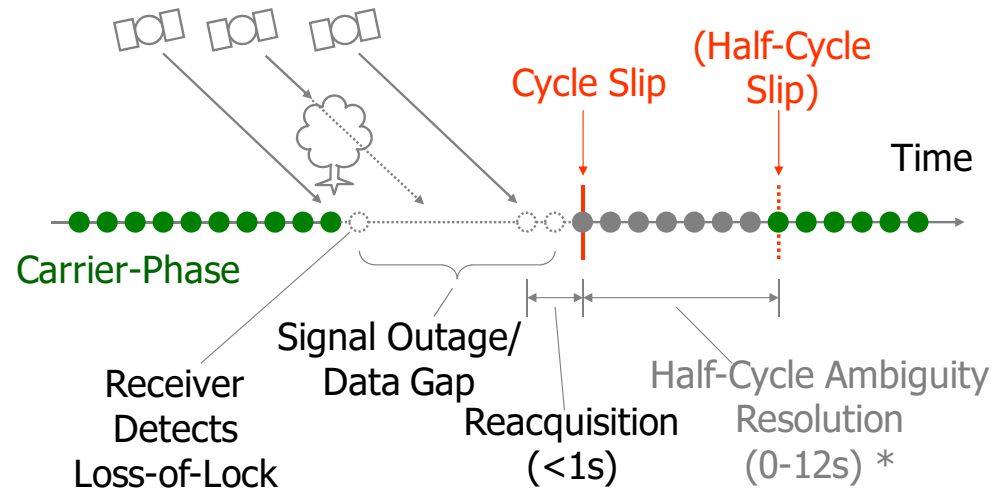 (Half-Cycle
Slip)
Cycle Slip
Time
Carrier-Phase
Signal Outage/
Data Gap
Receiver
Detects
Loss-of-Lock
Reacquisition
(<1s)
Half-Cycle Ambiguity
Resolution
(0-12s) *